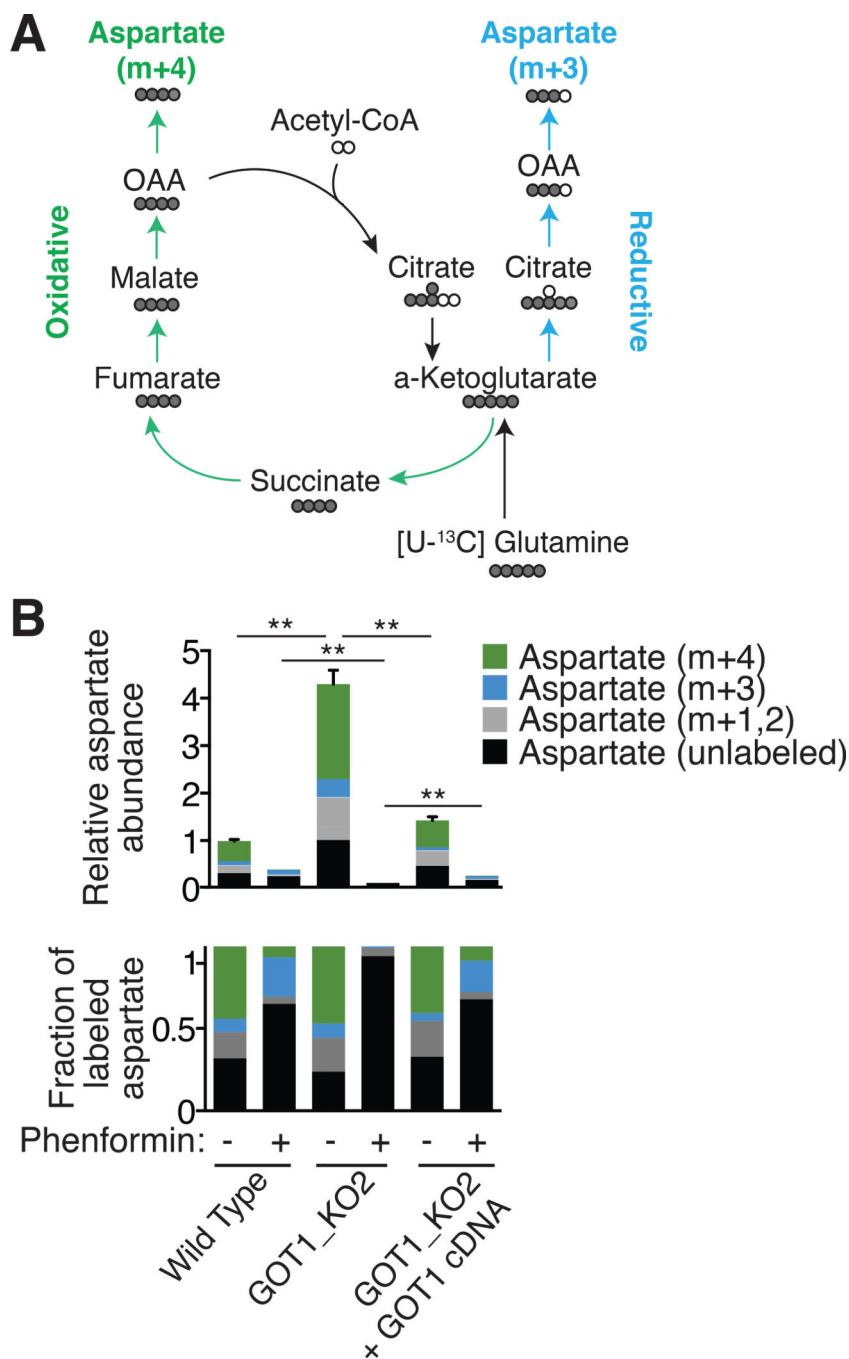 A
Aspartate
(m+4)
Aspartate
(m+3)
Acetyl-CoA
OAA
OAA
Oxidative
Reductive
Malate
Citrate
Citrate
Fumarate
a-Ketoglutarate
Succinate
[U-¹³C] Glutamine
B
Relative aspartate
abundance
5
4
3
2
1
0
**
**
**
**
Aspartate (m+4)
Aspartate (m+3)
Aspartate (m+1,2)
Aspartate (unlabeled)
Fraction of
labeled
aspartate
1
0.5
0
Phenformin: - + - + - +
Wild Type
GOT1_KO2
GOT1_KO2
+ GOT1 cDNA